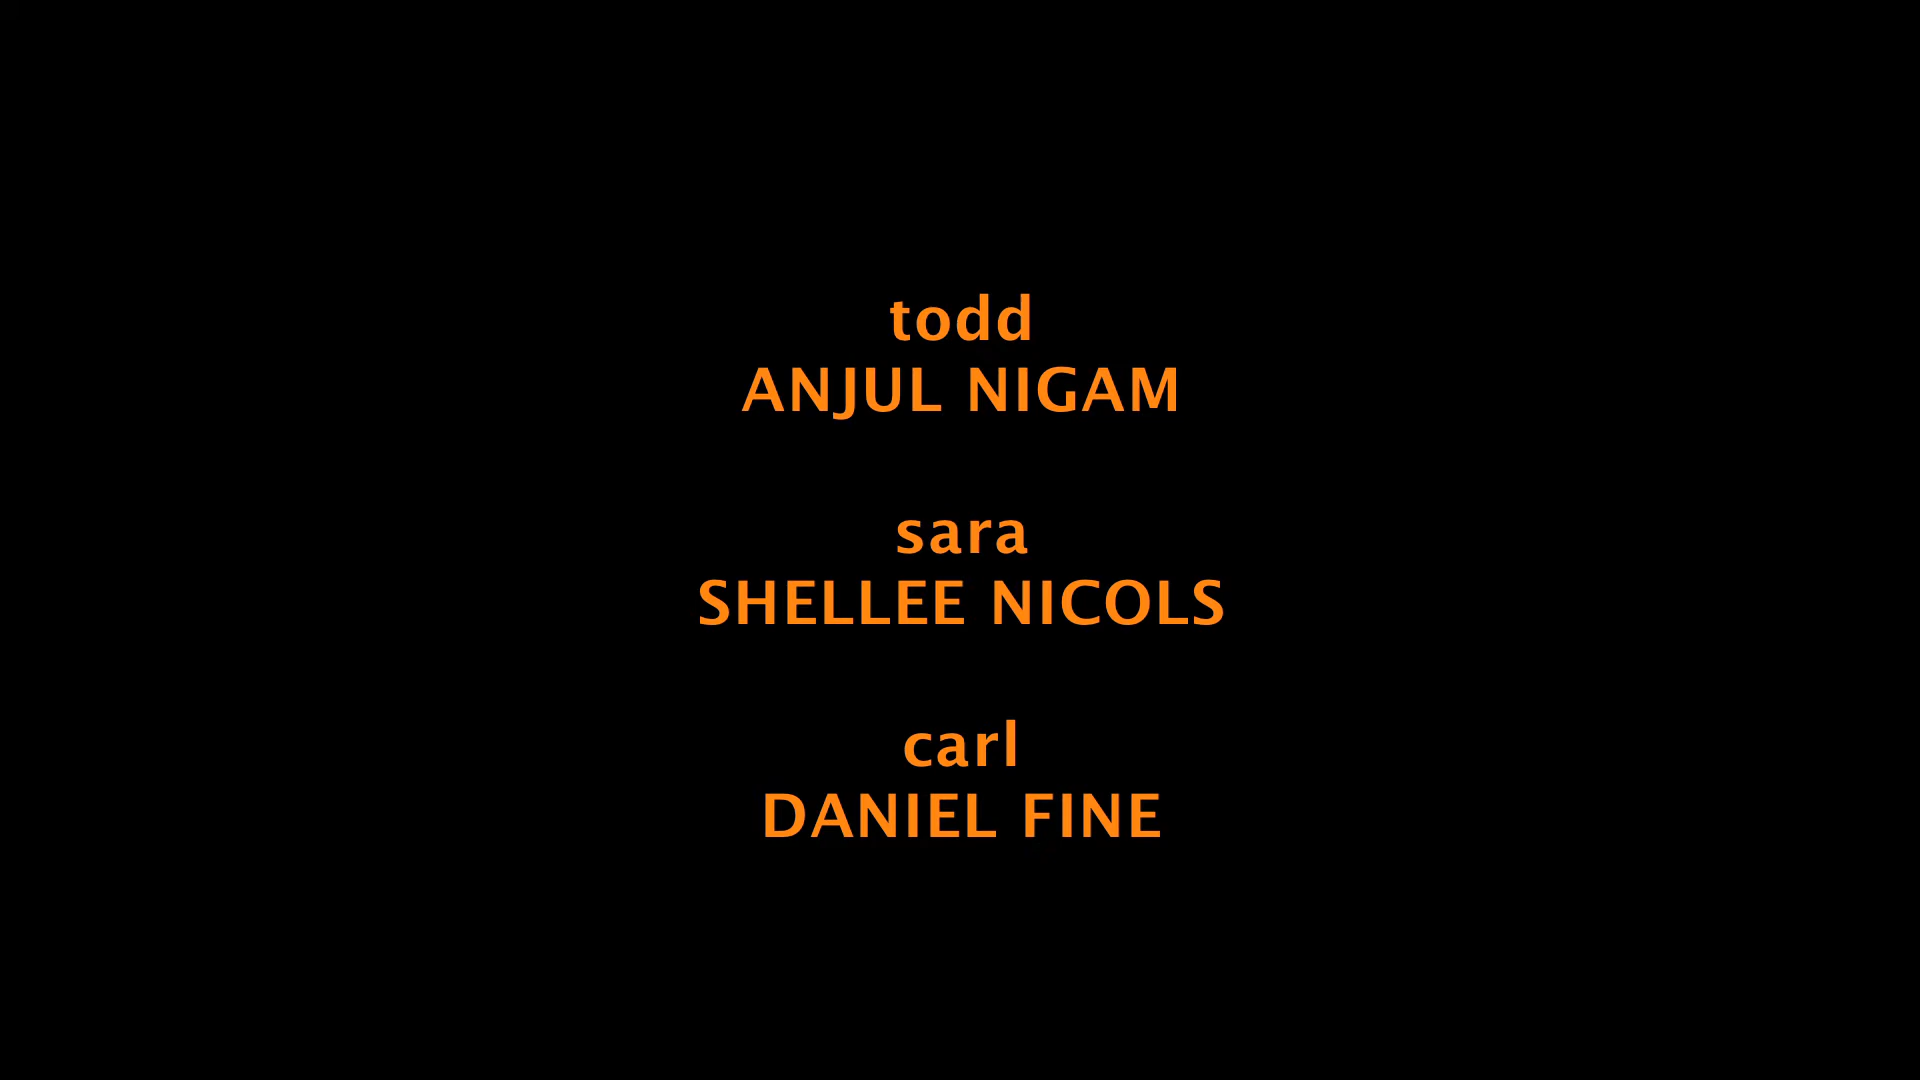 todd
ANJUL NIGAM
sara
SHELLEE NICOLS
carl
DANIEL FINE